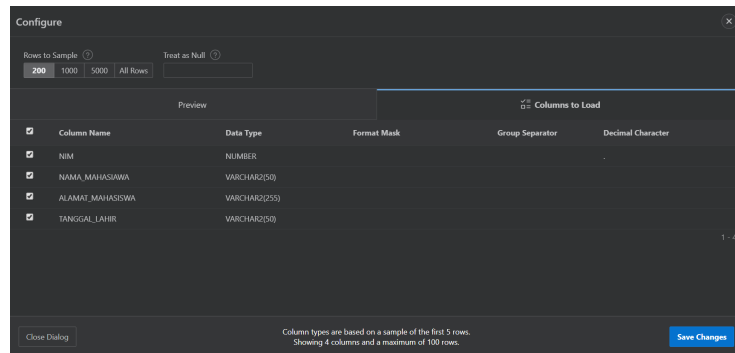 Configure
Rows to Sample ? Treat as Null ?
200 1000 5000 All Rows
Preview Columns to Load
Column Name Data Type Format Mask Group Separator Decimal Character
NIM NUMBER .
NAMA_MAHASIAWA VARCHAR2(50)
ALAMAT_MAHASISWA VARCHAR2(255)
TANGGAL_LAHIR VARCHAR2(50)
1 - 4
Close Dialog
Column types are based on a sample of the first 5 rows.
Showing 4 columns and a maximum of 100 rows.
Save Changes